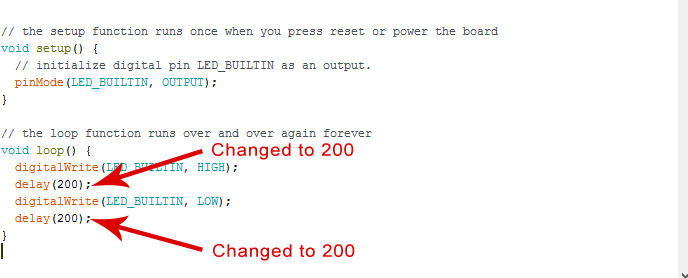 // the setup function runs once when you press reset or power the board
void setup() {
  // initialize digital pin LED_BUILTIN as an output.
  pinMode(LED_BUILTIN, OUTPUT);
}

// the loop function runs over and over again forever
void loop() {
Changed to 200
  digitalWrite(LED_BUILTIN, HIGH);
  delay(200);
  digitalWrite(LED_BUILTIN, LOW);
  delay(200);
}
Changed to 200